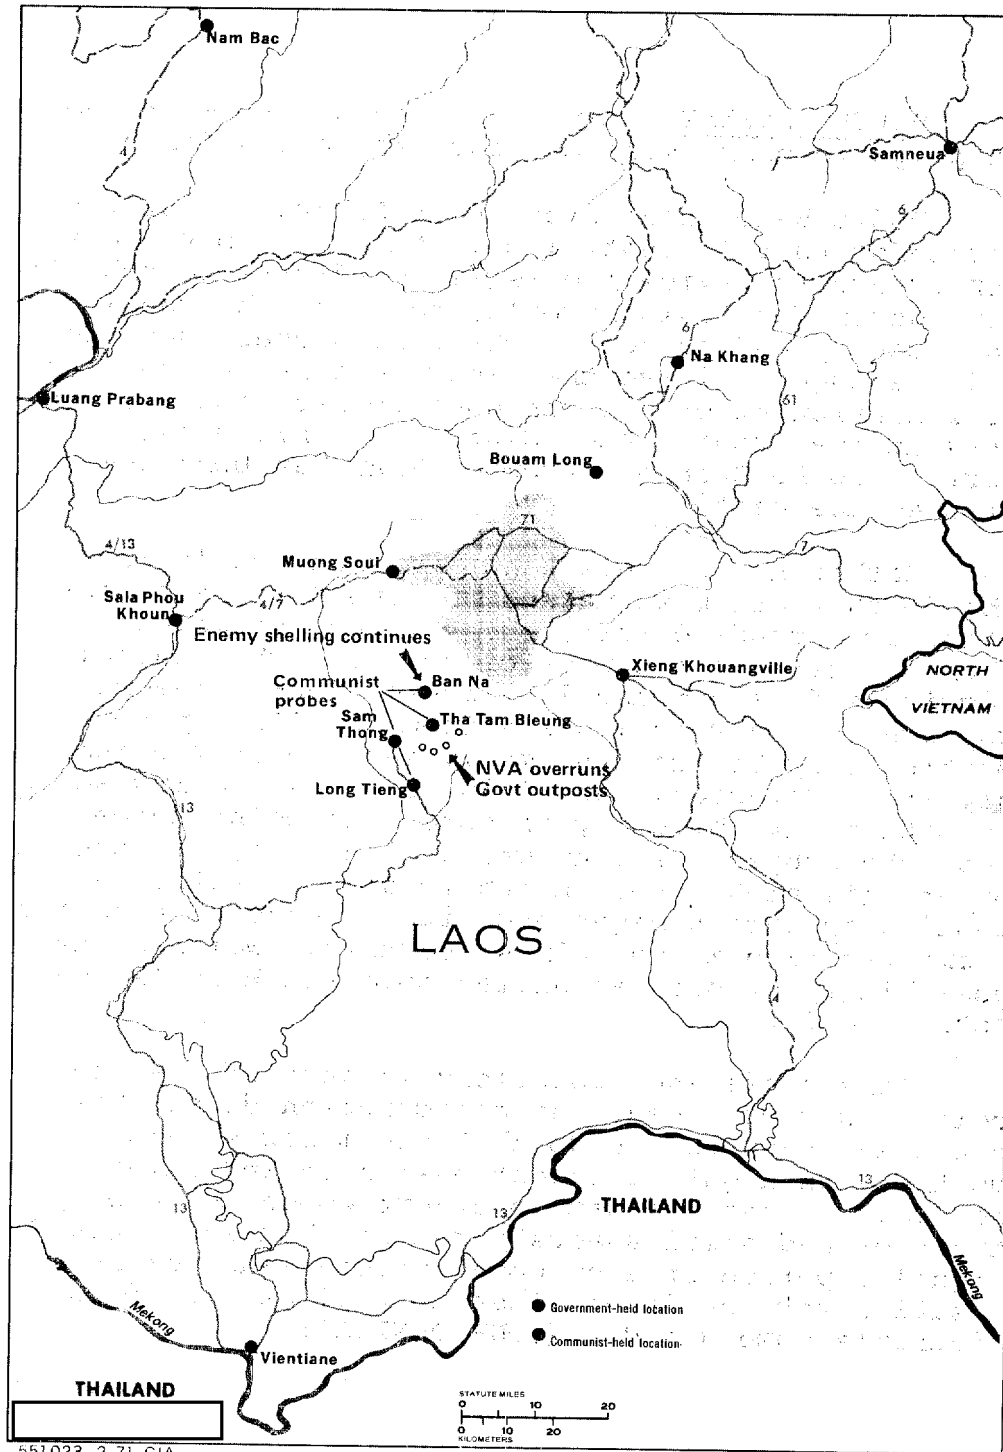 Nam Bac
4
Samneua
6
6
Na Khang
Luang Prabang
61
Bouam Long
71
4/13
7
Muong Soui
Sala Phou
Khoun
4/7
7
Enemy shelling continues
Xieng Khouangville
NORTH
VIETNAM
Communist
probes
Ban Na
Sam
Thong
Tha Tam Bleung
NVA overruns
Govt outposts
Long Tieng
13
LAOS
4
13
13
13
THAILAND
Mekong
Mekong
Government-held location
Communist-held location
Vientiane
THAILAND
STATUTE MILES
0 10 20
0 10 20
KILOMETERS
551023 2-71 CIA